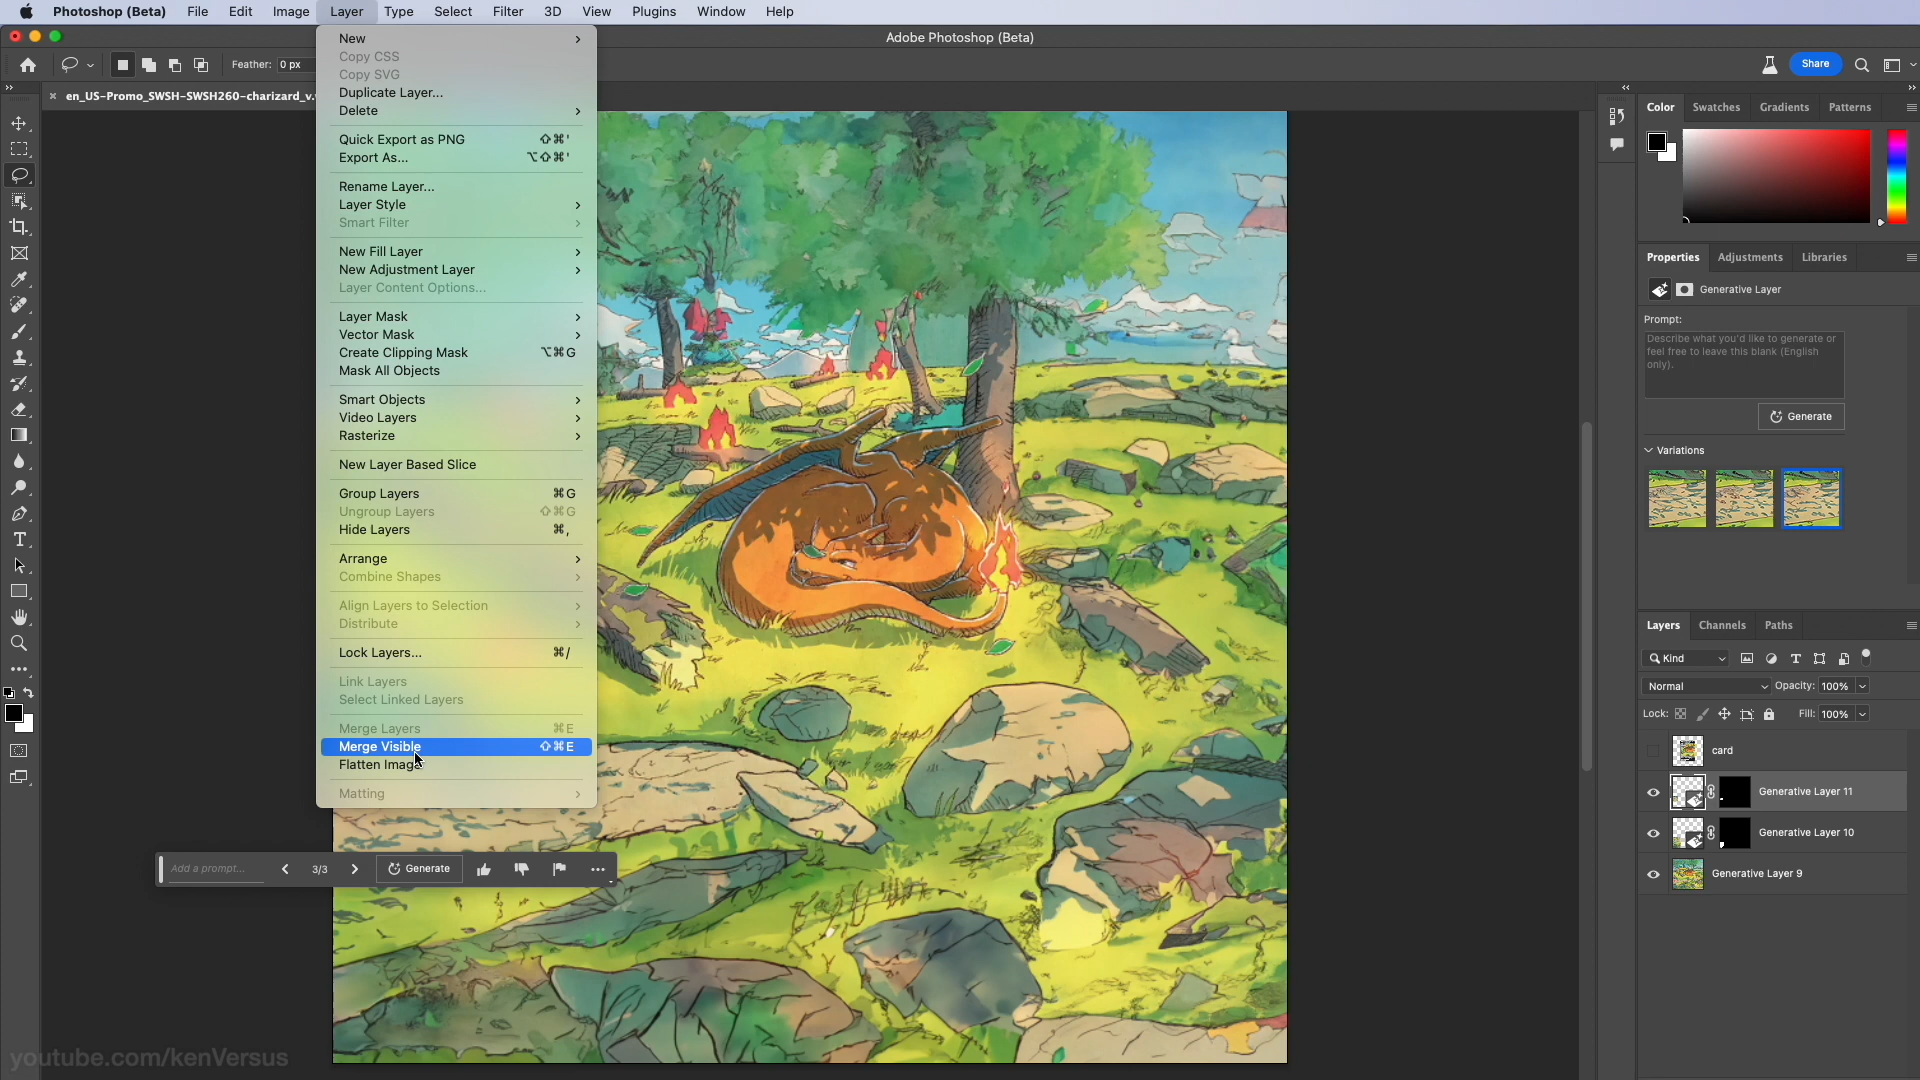 Photoshop (Beta) File Edit Image Layer Type Select Filter 3D View Plugins Window Help
Adobe Photoshop (Beta)
Feather: 0 px
Share
en_US-Promo_SWSH-SWSH260-charizard_v.
New
Copy CSS
Copy SVG
Duplicate Layer...
Delete
Quick Export as PNG ⇧⌘'
Export As... ⌥⇧⌘'
Rename Layer...
Layer Style
Smart Filter
New Fill Layer
New Adjustment Layer
Layer Content Options...
Layer Mask
Vector Mask
Create Clipping Mask ⌥⌘G
Mask All Objects
Smart Objects
Video Layers
Rasterize
New Layer Based Slice
Group Layers ⌘G
Ungroup Layers ⇧⌘G
Hide Layers ⌘,
Arrange
Combine Shapes
Align Layers to Selection
Distribute
Lock Layers... ⌘/
Link Layers
Select Linked Layers
Merge Layers ⌘E
Merge Visible ⇧⌘E
Flatten Image
Matting
Add a prompt... 3/3 Generate
Color Swatches Gradients Patterns
Properties Adjustments Libraries
Generative Layer
Prompt:
Describe what you'd like to generate or
feel free to leave this blank (English
only).
Generate
Variations
Layers Channels Paths
Kind
Normal Opacity: 100%
Lock: Fill: 100%
card
Generative Layer 11
Generative Layer 10
Generative Layer 9
youtube.com/kenVersus